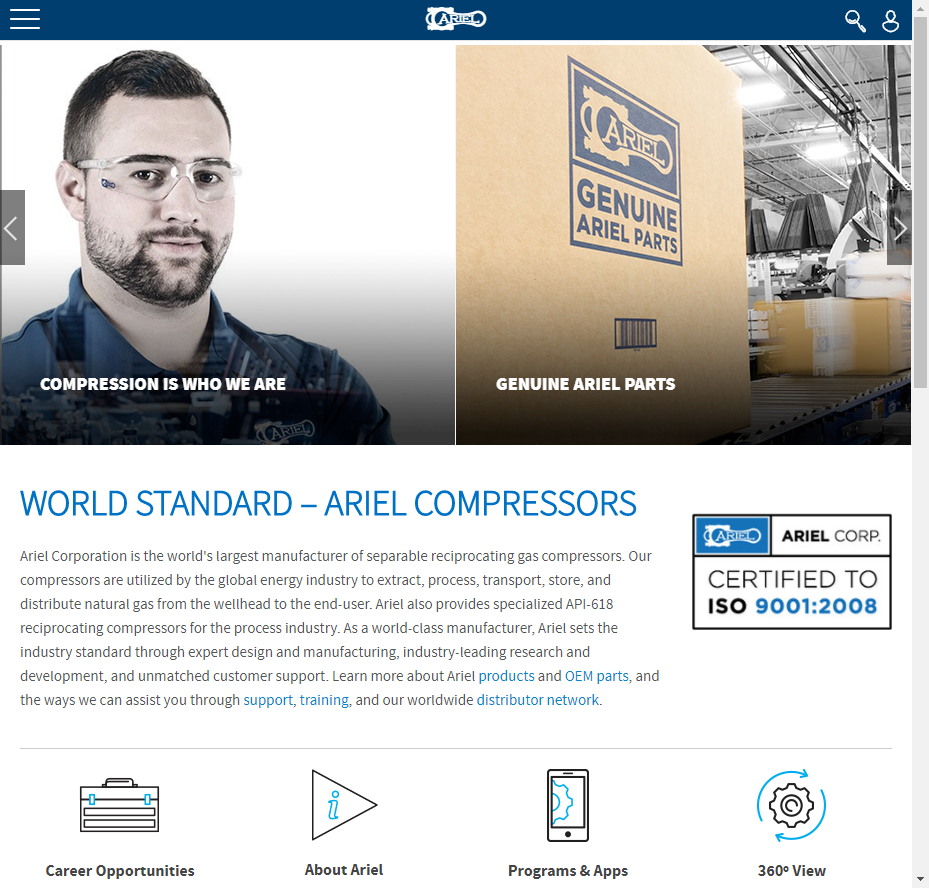 ARIEL
ARIEL
GENUINE
ARIEL PARTS
COMPRESSION IS WHO WE ARE
ARIEL
GENUINE ARIEL PARTS
WORLD STANDARD – ARIEL COMPRESSORS
Ariel Corporation is the world's largest manufacturer of separable reciprocating gas compressors. Our
compressors are utilized by the global energy industry to extract, process, transport, store, and
distribute natural gas from the wellhead to the end-user. Ariel also provides specialized API-618
reciprocating compressors for the process industry. As a world-class manufacturer, Ariel sets the
industry standard through expert design and manufacturing, industry-leading research and
development, and unmatched customer support. Learn more about Ariel products and OEM parts, and
the ways we can assist you through support, training, and our worldwide distributor network.
ARIEL ARIEL CORP.
CERTIFIED TO
ISO 9001:2008
i
Career Opportunities
About Ariel
Programs & Apps
360º View